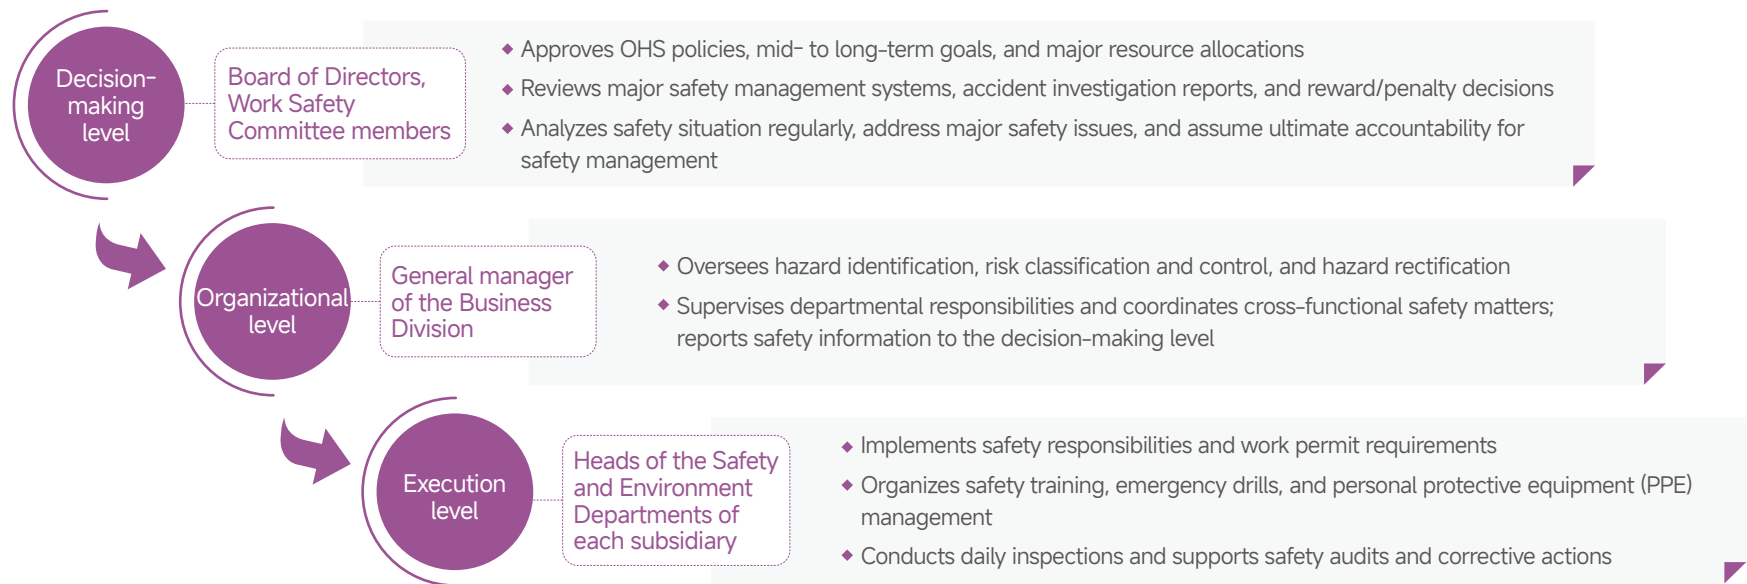 Decision-
making
level
Board of Directors,
Work Safety
Committee members
◆ Approves OHS policies, mid- to long-term goals, and major resource allocations
◆ Reviews major safety management systems, accident investigation reports, and reward/penalty decisions
◆ Analyzes safety situation regularly, address major safety issues, and assume ultimate accountability for
safety management
Organizational
level
General manager
of the Business
Division
◆ Oversees hazard identification, risk classification and control, and hazard rectification
◆ Supervises departmental responsibilities and coordinates cross-functional safety matters;
reports safety information to the decision-making level
Execution
level
Heads of the Safety
and Environment
Departments of
each subsidiary
◆ Implements safety responsibilities and work permit requirements
◆ Organizes safety training, emergency drills, and personal protective equipment (PPE)
management
◆ Conducts daily inspections and supports safety audits and corrective actions